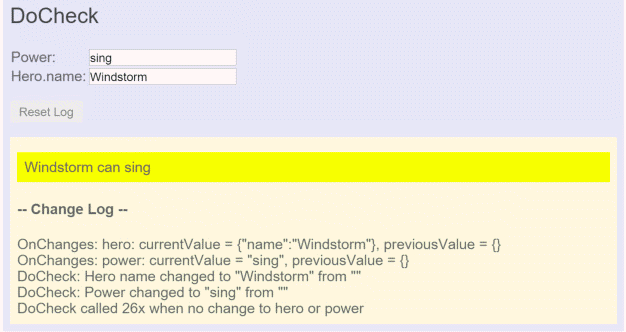 DoCheck
Power: sing
Hero.name: Windstorm
Reset Log
Windstorm can sing
-- Change Log --
OnChanges: hero: currentValue = {"name":"Windstorm"}, previousValue = {}
OnChanges: power: currentValue = "sing", previousValue = {}
DoCheck: Hero name changed to "Windstorm" from ""
DoCheck: Power changed to "sing" from ""
DoCheck called 26x when no change to hero or power